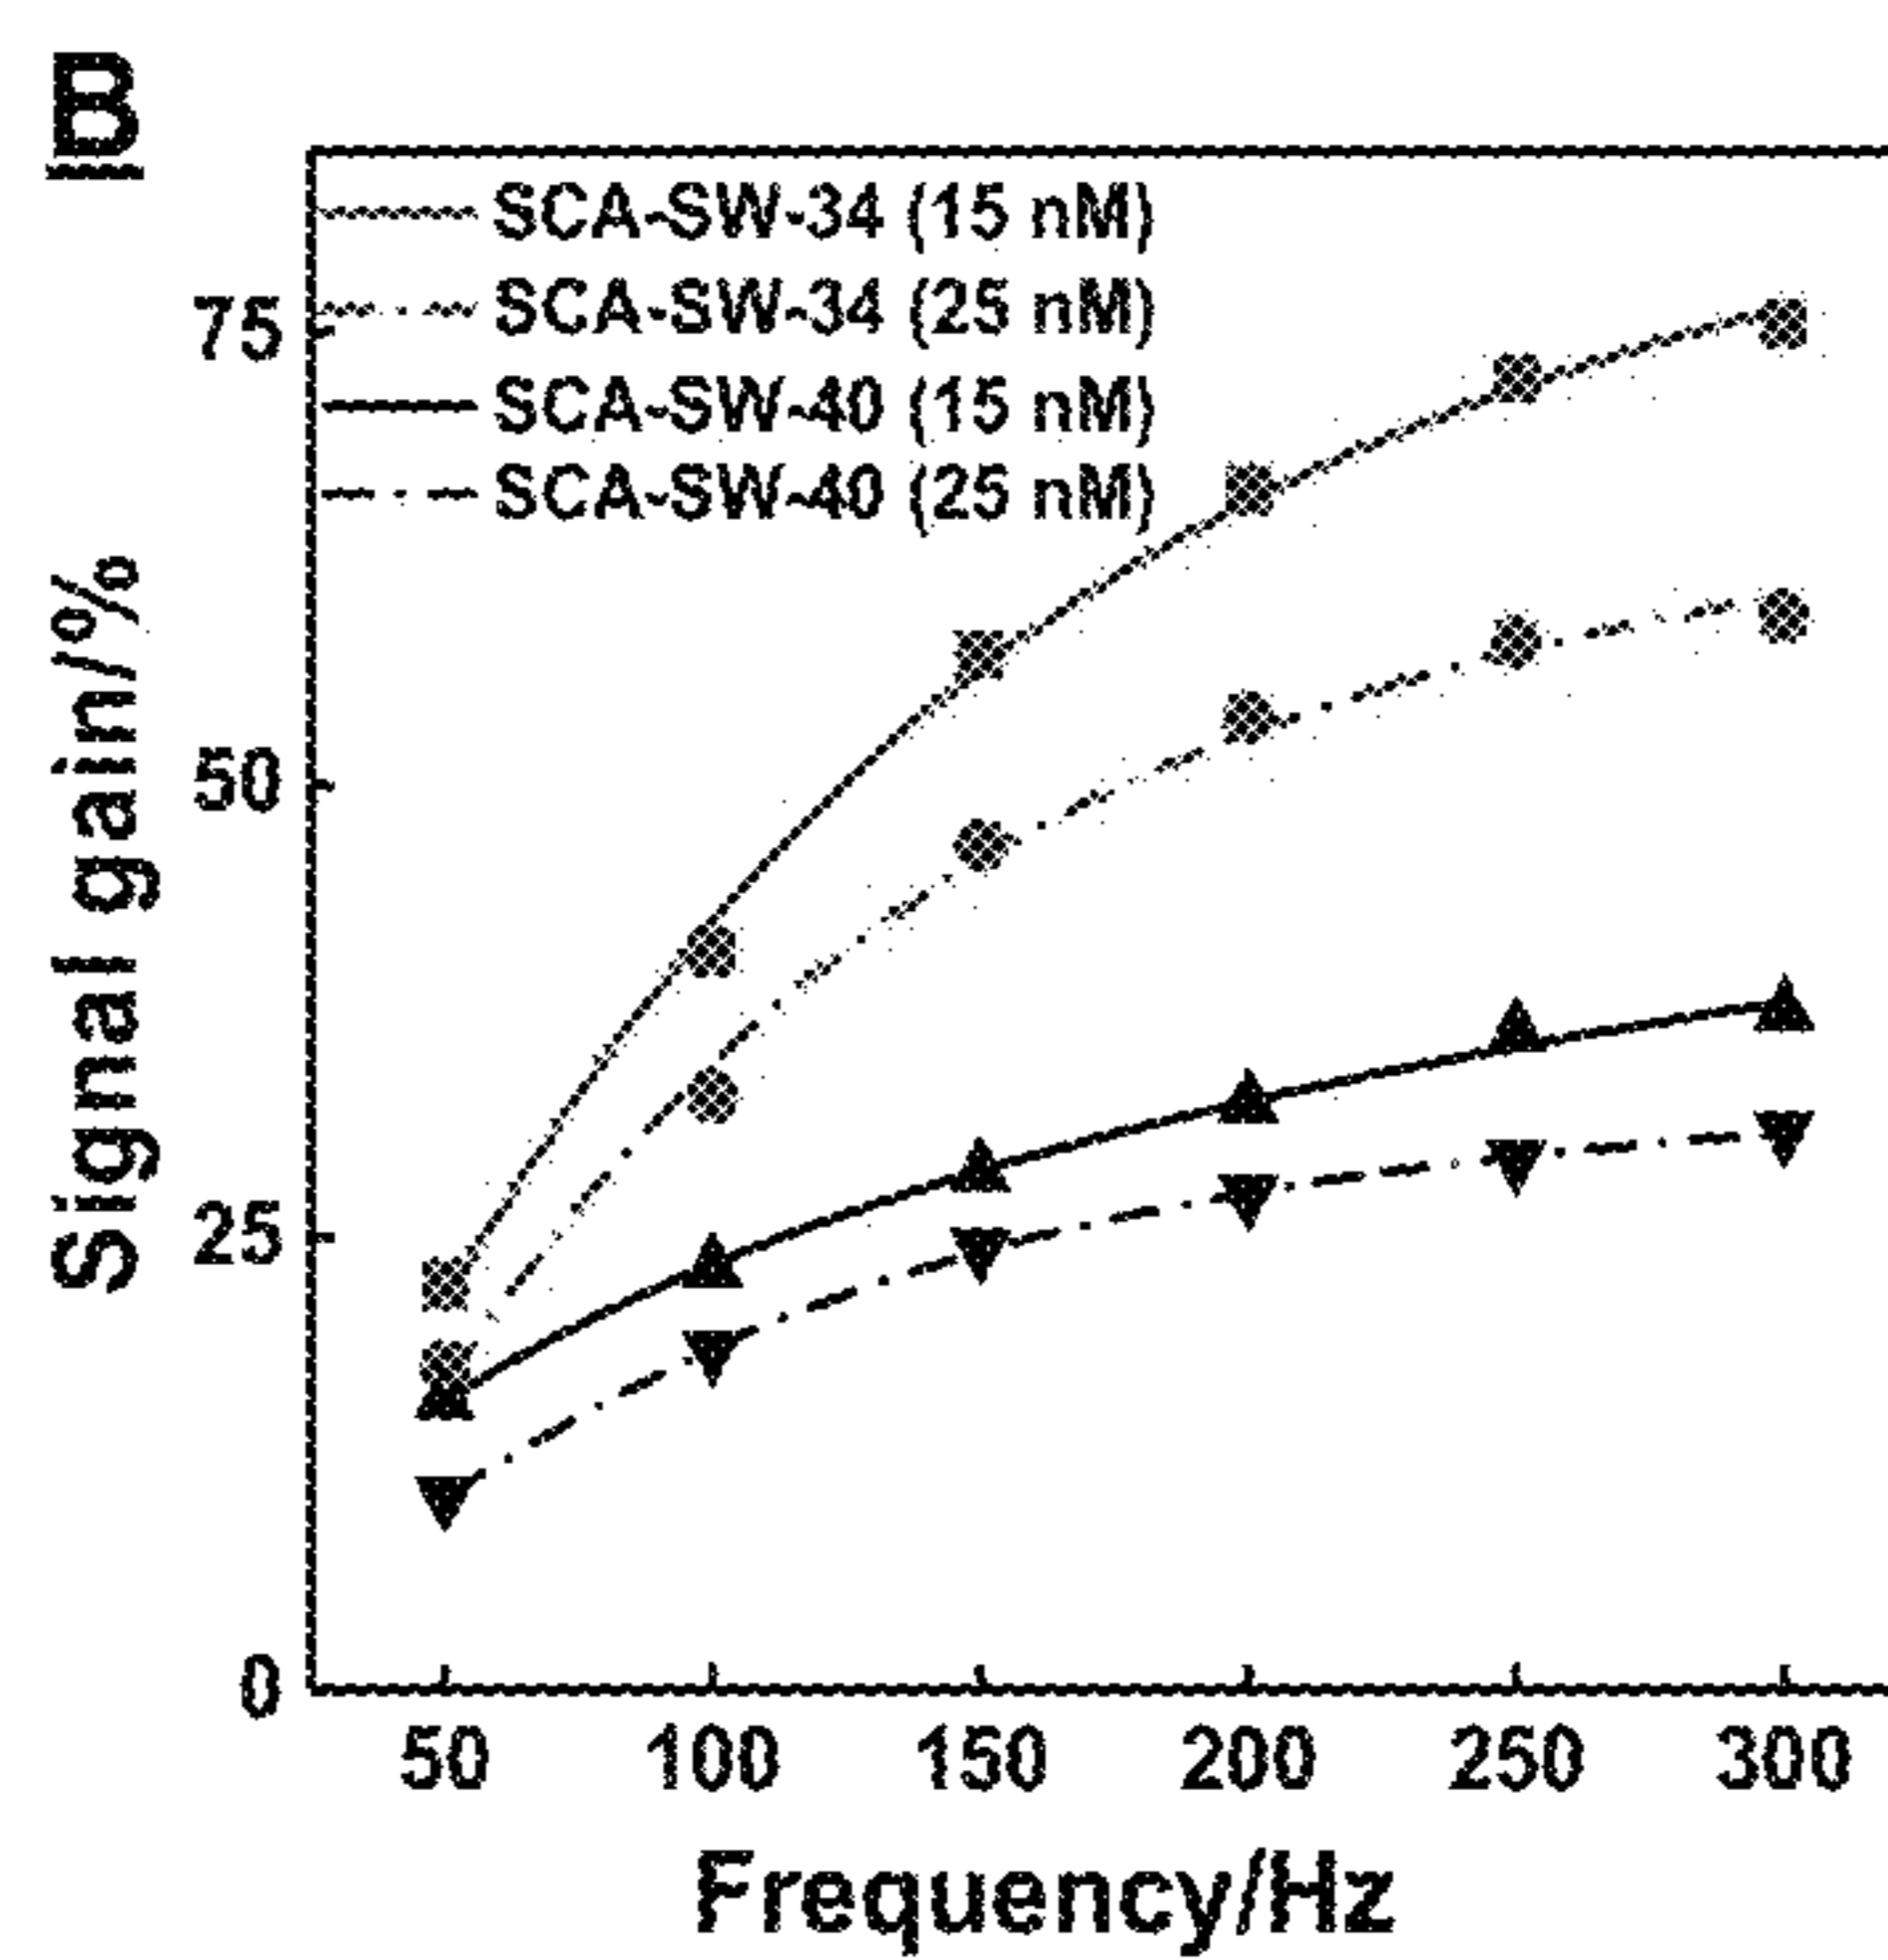 B
SCA-SW-34 (15 nM)
SCA-SW-34 (25 nM)
SCA-SW-40 (15 nM)
SCA-SW-40 (25 nM)
75
50
25
0
Signal gain/%
50 100 150 200 250 300
Frequency/Hz